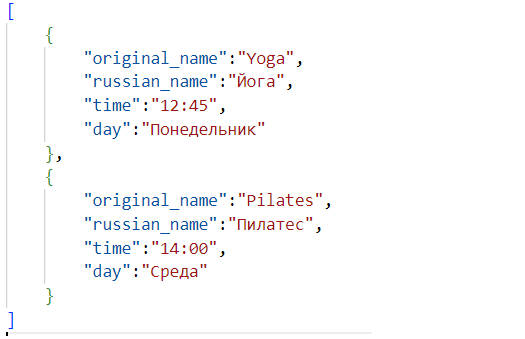 [
{
"original_name":"Yoga",
"russian_name":"Йога",
"time":"12:45",
"day":"Понедельник"
},
{
"original_name":"Pilates",
"russian_name":"Пилатес",
"time":"14:00",
"day":"Среда"
}
]